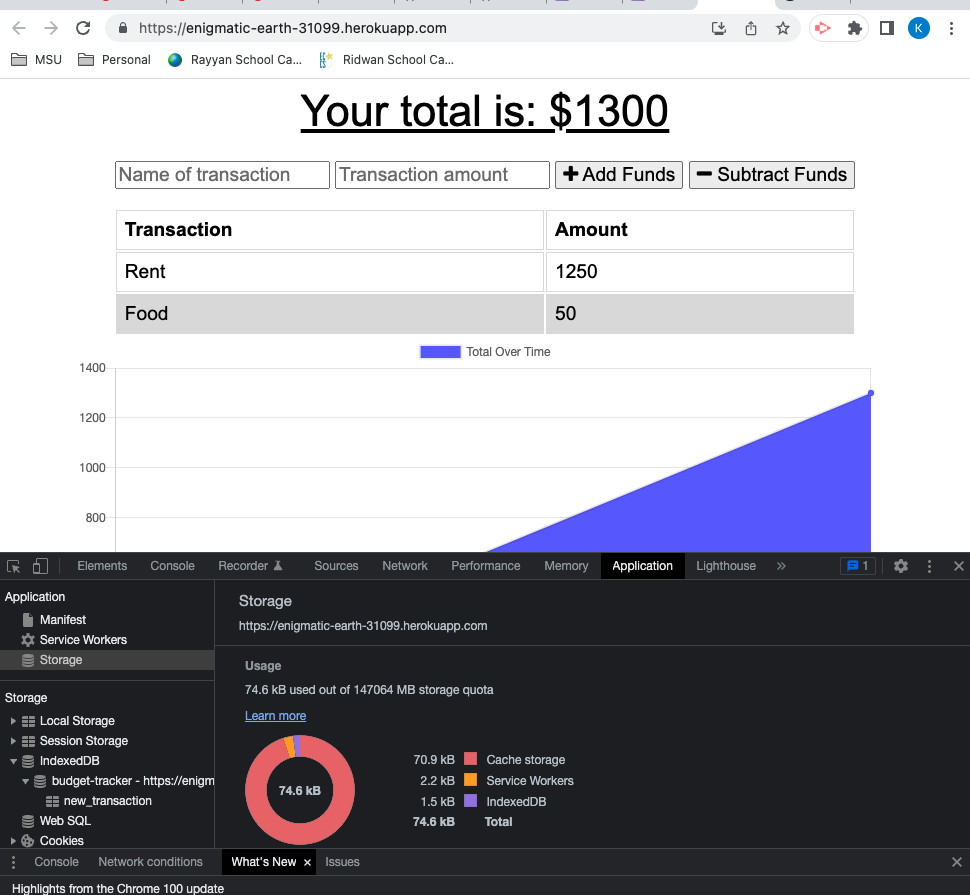 https://enigmatic-earth-31099.herokuapp.com
K
MSU Personal Rayyan School Ca... Ridwan School Ca...
Your total is: $1300
Name of transaction Transaction amount Add Funds Subtract Funds
Transaction Amount
Rent 1250
Food 50
Total Over Time
1400
1200
1000
800
Elements Console Recorder Sources Network Performance Memory Application Lighthouse » 1
Application
Manifest
Service Workers
Storage
Storage
Local Storage
Session Storage
IndexedDB
budget-tracker - https://enigm
new_transaction
Web SQL
Cookies
Storage
https://enigmatic-earth-31099.herokuapp.com
Usage
74.6 kB used out of 147064 MB storage quota
Learn more
74.6 kB
70.9 kB Cache storage
2.2 kB Service Workers
1.5 kB IndexedDB
74.6 kB Total
Console Network conditions What's New × Issues
Highlights from the Chrome 100 update